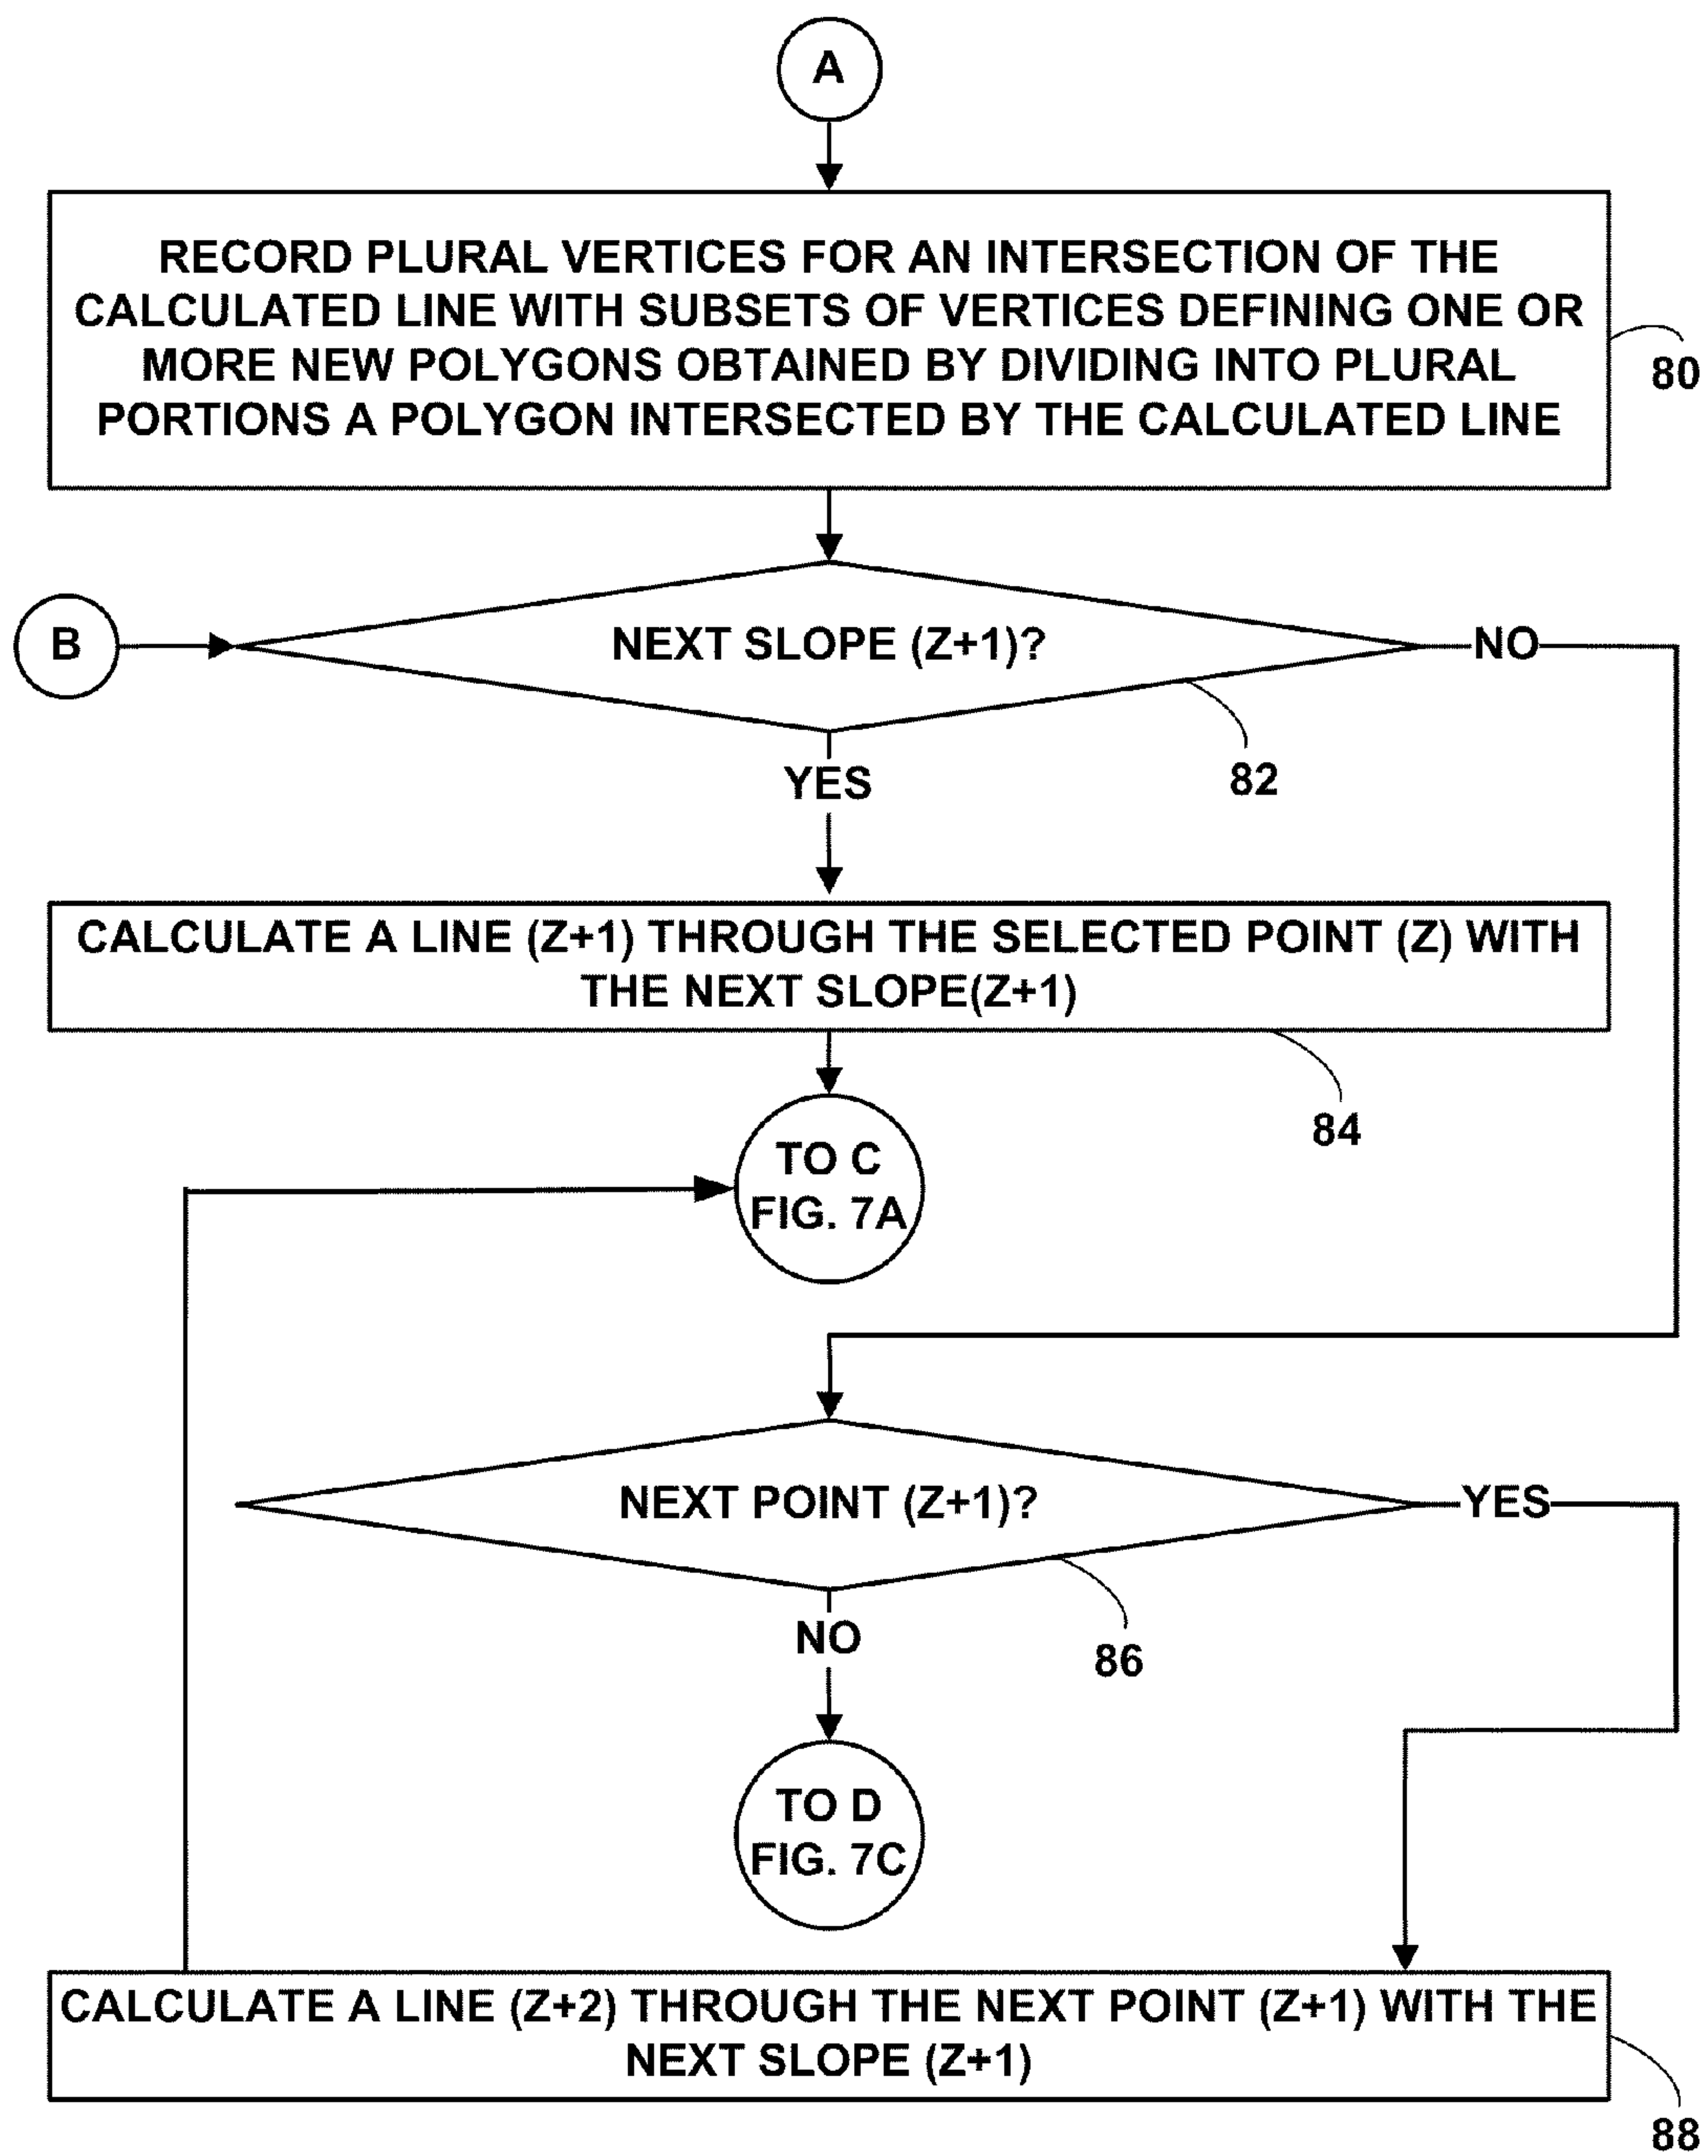 A
RECORD PLURAL VERTICES FOR AN INTERSECTION OF THE
CALCULATED LINE WITH SUBSETS OF VERTICES DEFINING ONE OR
MORE NEW POLYGONS OBTAINED BY DIVIDING INTO PLURAL
PORTIONS A POLYGON INTERSECTED BY THE CALCULATED LINE
80
B
NEXT SLOPE (Z+1)?
NO
82
YES
CALCULATE A LINE (Z+1) THROUGH THE SELECTED POINT (Z) WITH
THE NEXT SLOPE(Z+1)
84
TO C
FIG. 7A
NEXT POINT (Z+1)?
YES
86
NO
TO D
FIG. 7C
CALCULATE A LINE (Z+2) THROUGH THE NEXT POINT (Z+1) WITH THE
NEXT SLOPE (Z+1)
88